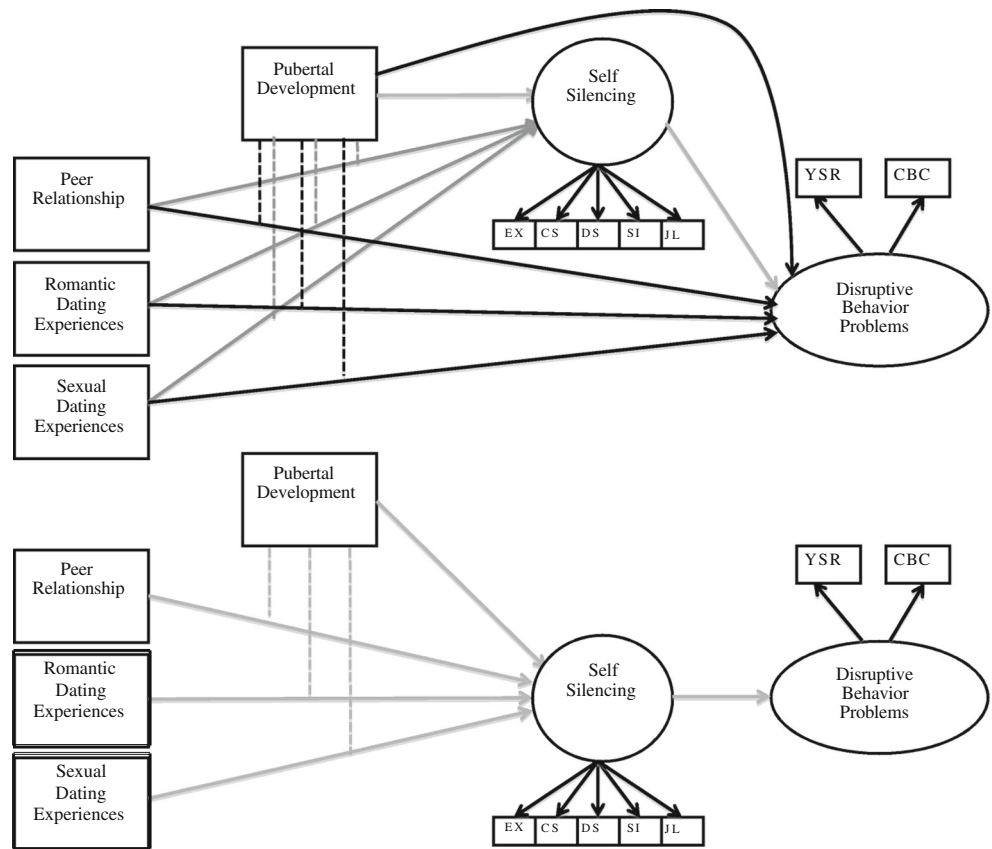 Pubertal
Development
Self
Silencing
Peer
Relationship
YSR
CBC
EX CS DS SI JL
Romantic
Dating
Experiences
Disruptive
Behavior
Problems
Sexual
Dating
Experiences
Pubertal
Development
Peer
Relationship
YSR
CBC
Romantic
Dating
Experiences
Self
Silencing
Disruptive
Behavior
Problems
Sexual
Dating
Experiences
EX CS DS SI JL